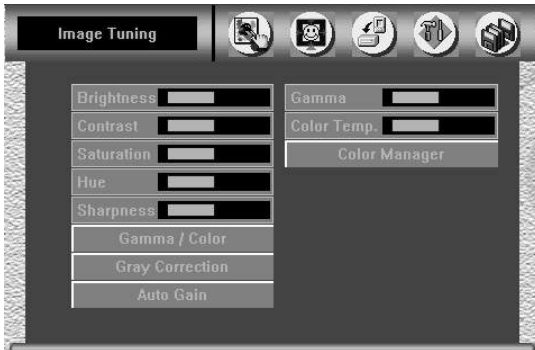 Image Tuning
Brightness
Contrast
Saturation
Hue
Sharpness
Gamma / Color
Gray Correction
Auto Gain
Gamma
Color Temp.
Color Manager